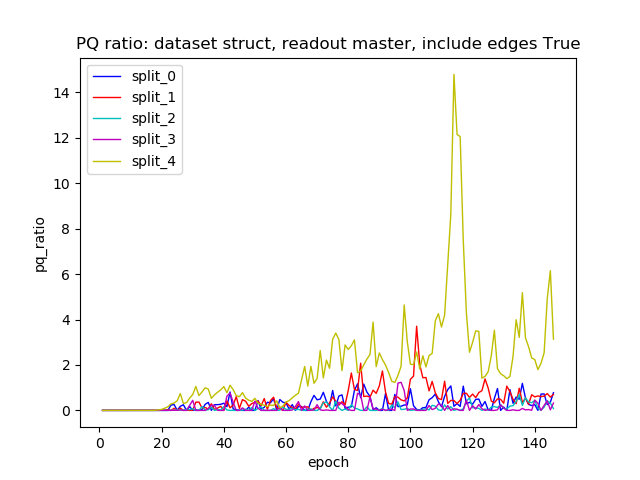 PQ ratio: dataset struct, readout master, include edges True
split_0
split_1
split_2
split_3
split_4
14
12
10
8
6
4
2
0
pq_ratio
0 20 40 60 80 100 120 140
epoch